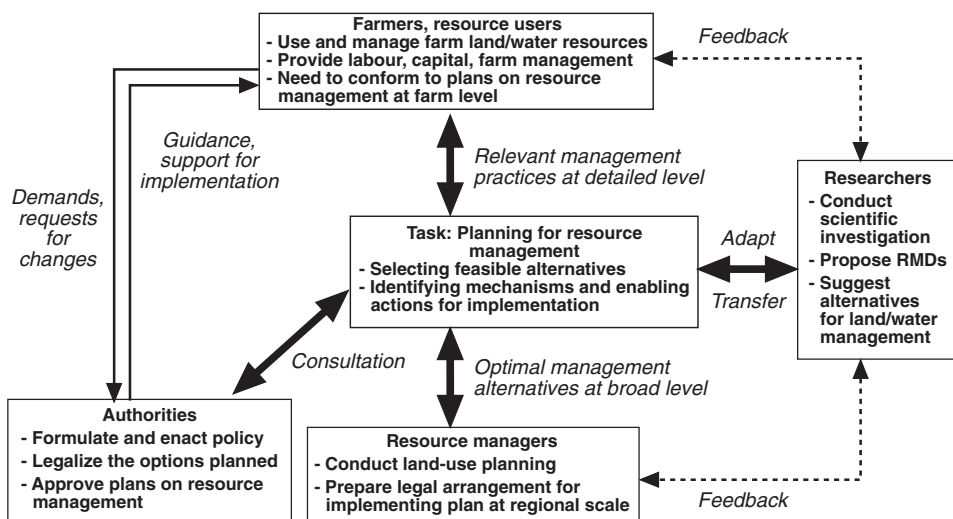 Farmers, resource users
- Use and manage farm land/water resources
- Provide labour, capital, farm management
- Need to conform to plans on resource
management at farm level
Feedback
Guidance,
support for
implementation
Demands,
requests
for
changes
Relevant management
practices at detailed level
Researchers
- Conduct
scientific
investigation
- Propose RMDs
- Suggest
alternatives
for land/water
management
Task: Planning for resource
management
- Selecting feasible alternatives
- Identifying mechanisms and enabling
actions for implementation
Adapt
Transfer
Consultation
Optimal management
alternatives at broad level
Authorities
- Formulate and enact policy
- Legalize the options planned
- Approve plans on resource
management
Resource managers
- Conduct land-use planning
- Prepare legal arrangement for
implementing plan at regional scale
Feedback